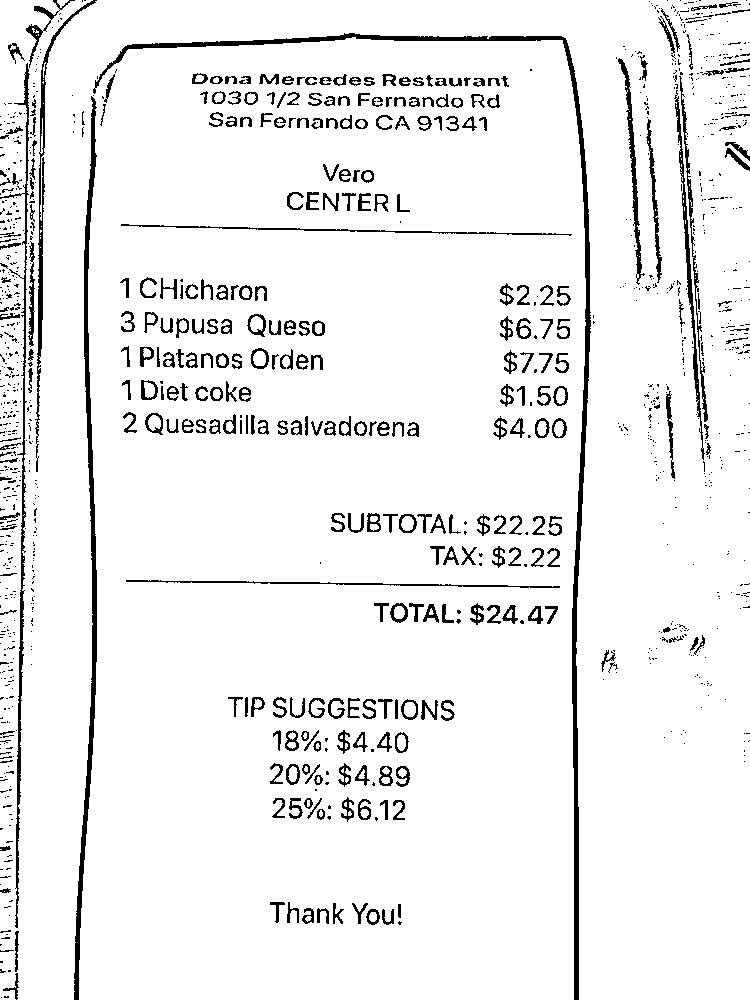 Dona Mercedes Restaurant
1030 1/2 San Fernando Rd
San Fernando CA 91341
Vero
CENTER L
1 CHicharon $2.25
3 Pupusa Queso $6.75
1 Platanos Orden $7.75
1 Diet coke $1.50
2 Quesadilla salvadorena $4.00
SUBTOTAL: $22.25
TAX: $2.22
TOTAL: $24.47
TIP SUGGESTIONS
18%: $4.40
20%: $4.89
25%: $6.12
Thank You!